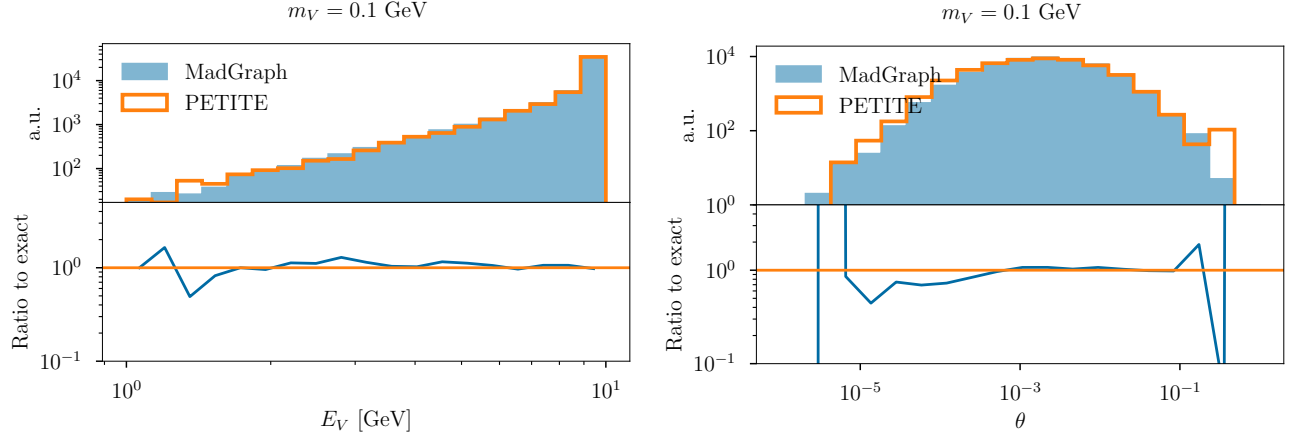 m_V = 0.1 GeV
10^4
10^3
10^2
a.u.
MadGraph
PETITE
10^0
10^{-1}
Ratio to exact
10^0
10^1
E_V [GeV]
m_V = 0.1 GeV
10^4
10^2
10^0
a.u.
MadGraph
PETITE
10^0
10^{-1}
Ratio to exact
10^{-5}
10^{-3}
10^{-1}
θ